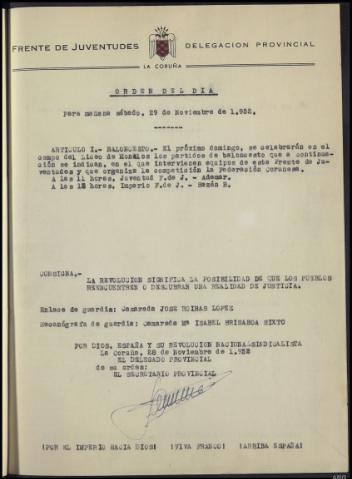 FRENTE DE JUVENTUDES DELEGACION PROVINCIAL
LA CORUÑA
ORDEN DEL DIA
Para mañana sábado, 29 de Noviembre de 1.952.
-------
ARTICULO I.- BALONCESTO.- El próximo domingo, se celebrarán en el
campo del Liceo de Monelos los partidos de baloncesto que a continua-
ción se indican, en el que intervienen equipos de este Frente de Ju-
ventudes y que organiza la competición la Federación Coruñesa.
A las 11 horas, Juventud F.de J. - Ademar.
A las 12 horas, Imperio F.de J. - Bazán B.
CONSIGNA.-
LA REVOLUCION SIGNIFICA LA POSIBILIDAD DE QUE LOS PUEBLOS
REENCUENTREN O DESCUBRAN UNA REALIDAD DE JUSTICIA.
Enlace de guardia: Camarada JOSE ROIBAS LOPEZ
Mecanógrafa de guardia: Camarada Mª ISABEL BRISABOA SIXTO
POR DIOS, ESPAÑA Y SU REVOLUCION NACIONALSINDICALISTA
La Coruña, 28 de Noviembre de 1.952
EL DELEGADO PROVINCIAL
de su orden:
EL SECRETARIO PROVINCIAL
¡POR EL IMPERIO HACIA DIOS! ¡VIVA FRANCO! ¡ARRIBA ESPAÑA!